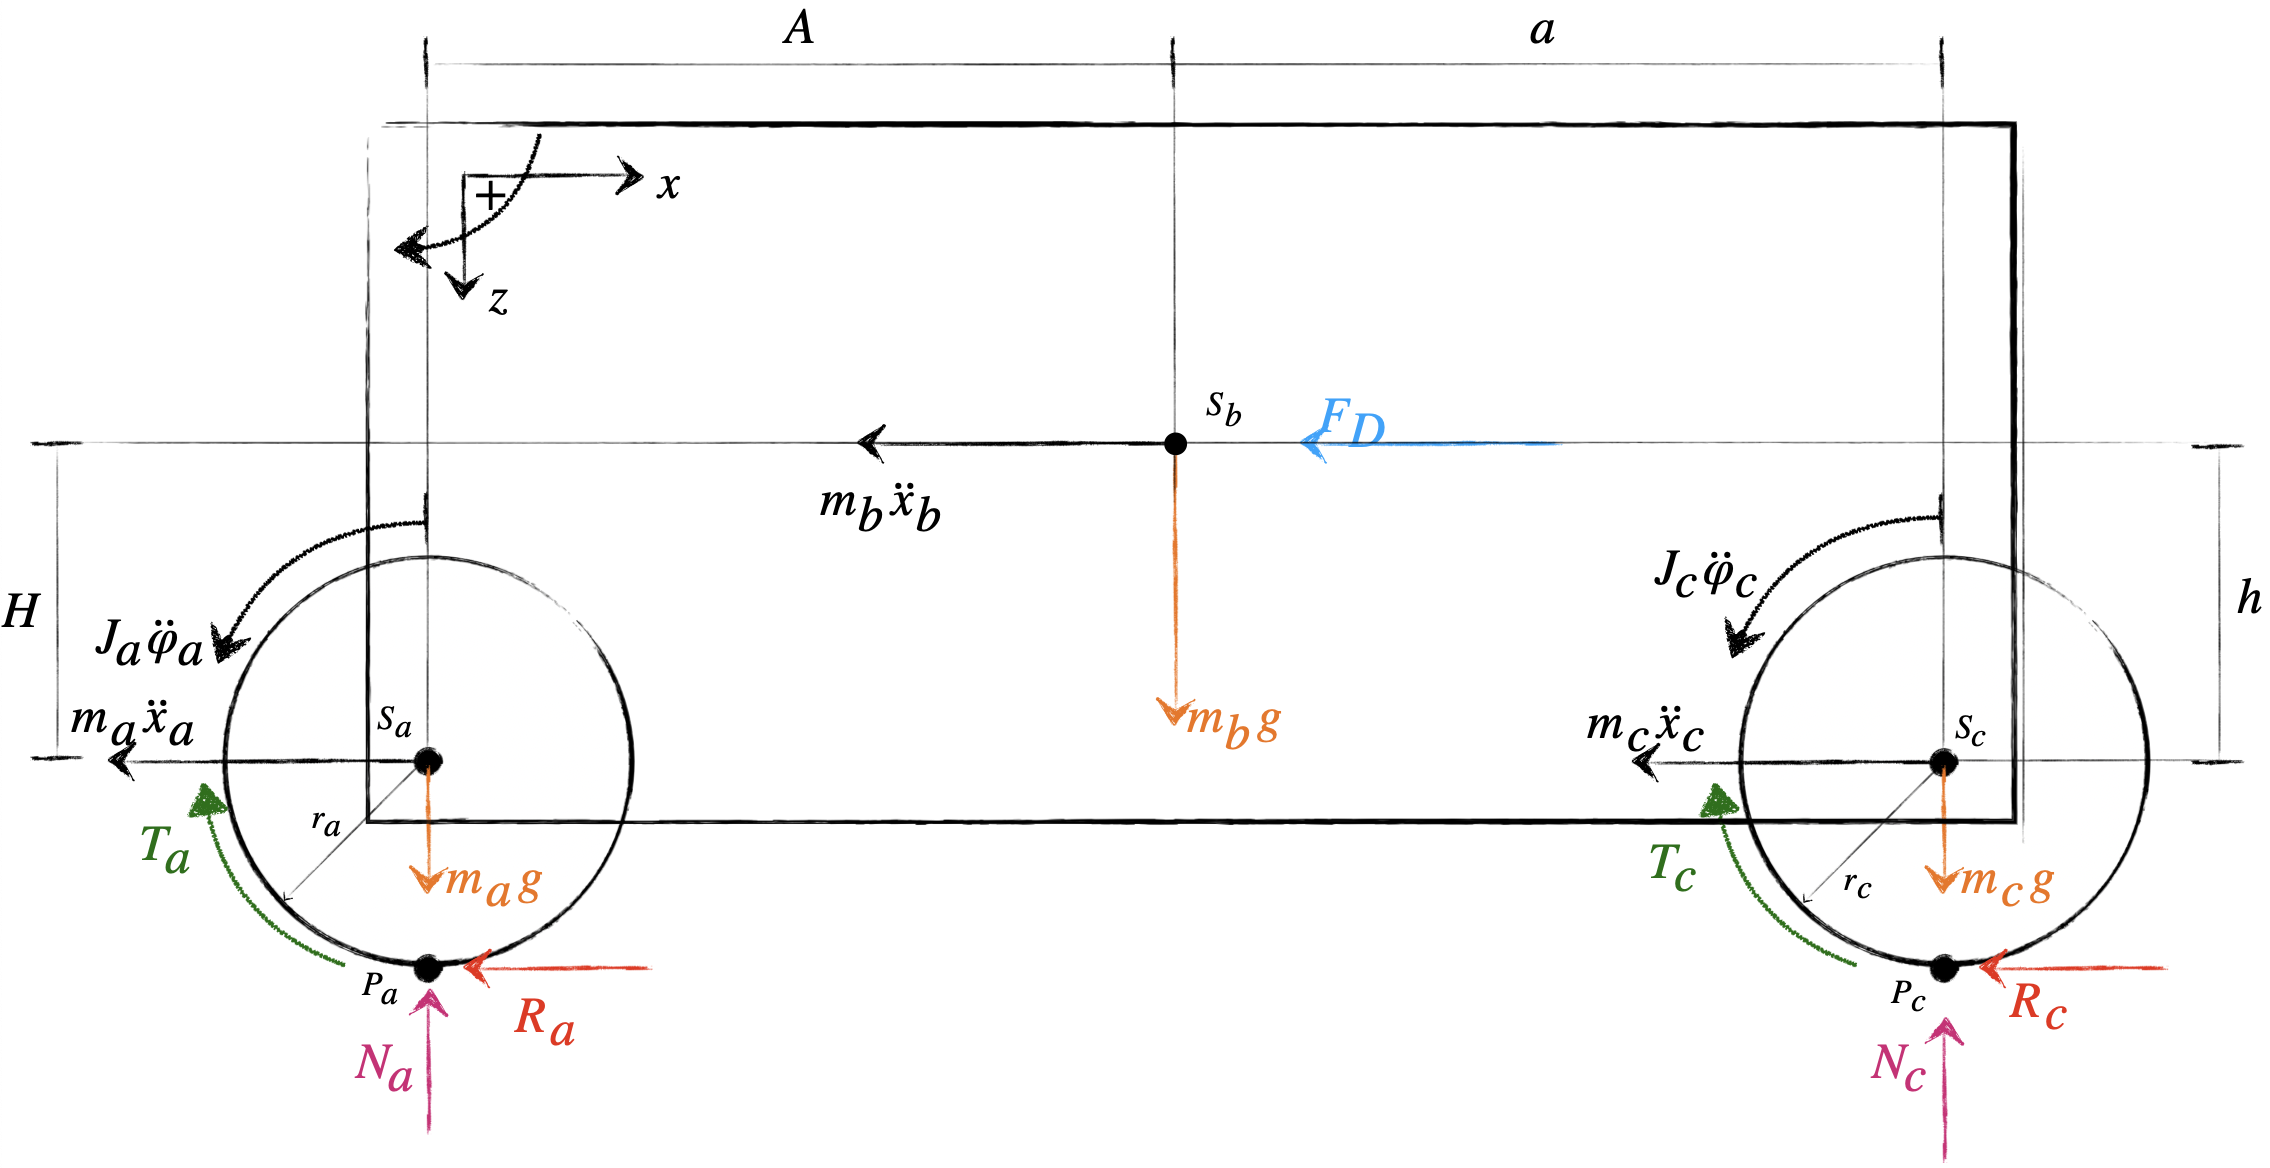 A
a
+
x
z
S_b
F_D
m_b ẍ_b
J_c φ̈_c
H
h
J_a φ̈_a
m_a ẍ_a
S_a
m_b g
m_c ẍ_c
S_c
r_a
T_a
T_c
m_a g
r_c
m_c g
P_a
P_c
R_a
R_c
N_a
N_c